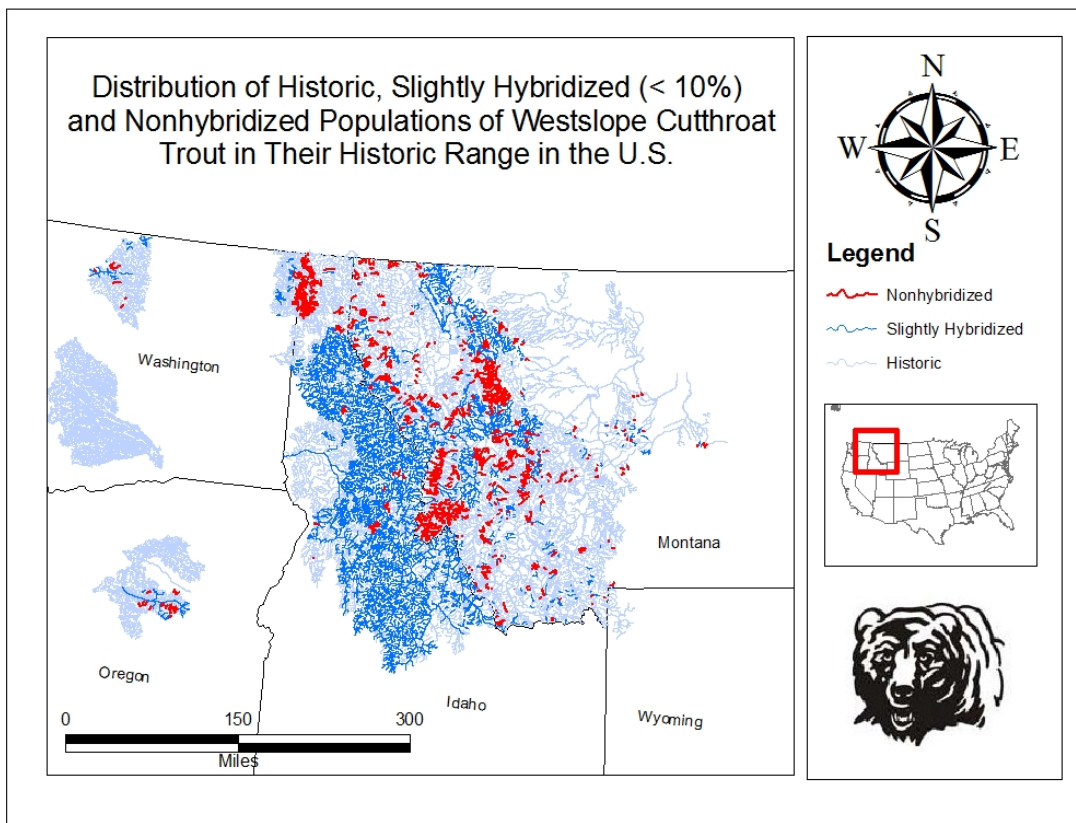 Distribution of Historic, Slightly Hybridized (< 10%)
and Nonhybridized Populations of Westslope Cutthroat
Trout in Their Historic Range in the U.S.
N
W
E
S
Legend
Nonhybridized
Slightly Hybridized
Historic
Washington
Montana
Oregon
Idaho
Wyoming
0 150 300
Miles